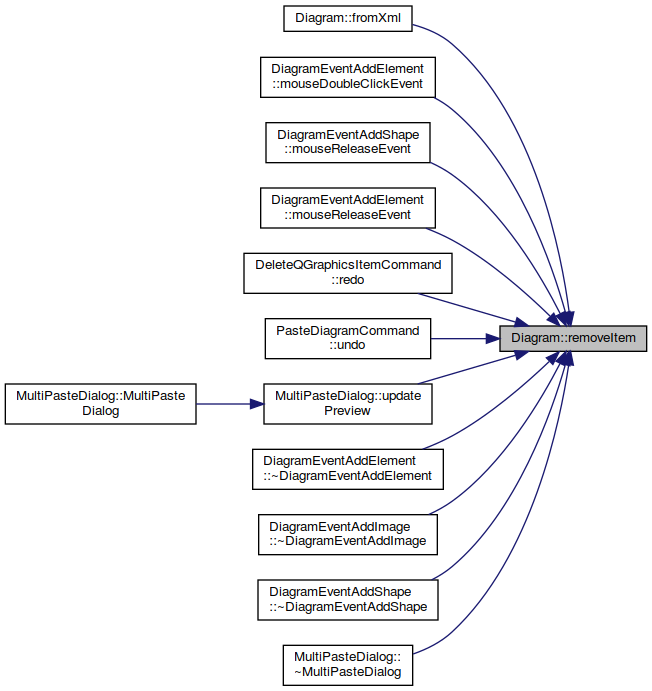 Diagram::fromXml
DiagramEventAddElement
::mouseDoubleClickEvent
DiagramEventAddShape
::mouseReleaseEvent
DiagramEventAddElement
::mouseReleaseEvent
DeleteQGraphicsItemCommand
::redo
PasteDiagramCommand
::undo
Diagram::removeItem
MultiPasteDialog::MultiPaste
Dialog
MultiPasteDialog::update
Preview
DiagramEventAddElement
::~DiagramEventAddElement
DiagramEventAddImage
::~DiagramEventAddImage
DiagramEventAddShape
::~DiagramEventAddShape
MultiPasteDialog::
~MultiPasteDialog